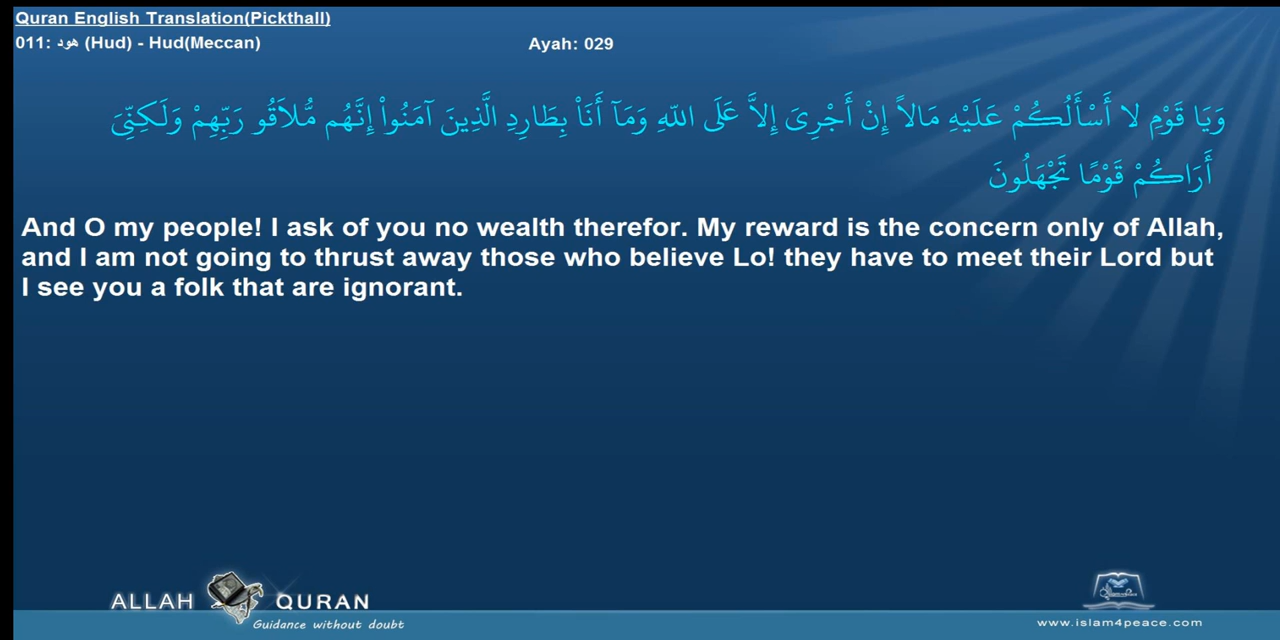 Quran English Translation(Pickthall)
011: هود (Hud) - Hud(Meccan)
Ayah: 029
وَيَا قَوْمِ لا أَسْأَلُكُمْ عَلَيْهِ مَالاً إِنْ أَجْرِىَ إِلاَّ عَلَى اللّهِ وَمَآ أَنَاْ بِطَارِدِ الَّذِينَ آمَنُواْ إِنَّهُم مُّلاَقُو رَبِّهِمْ وَلَكِنِّىَ
أَرَاكُمْ قَوْمًا تَجْهَلُونَ
And O my people! I ask of you no wealth therefor. My reward is the concern only of Allah,
and I am not going to thrust away those who believe Lo! they have to meet their Lord but
I see you a folk that are ignorant.
ALLAH QURAN
Guidance without doubt
www.islam4peace.com